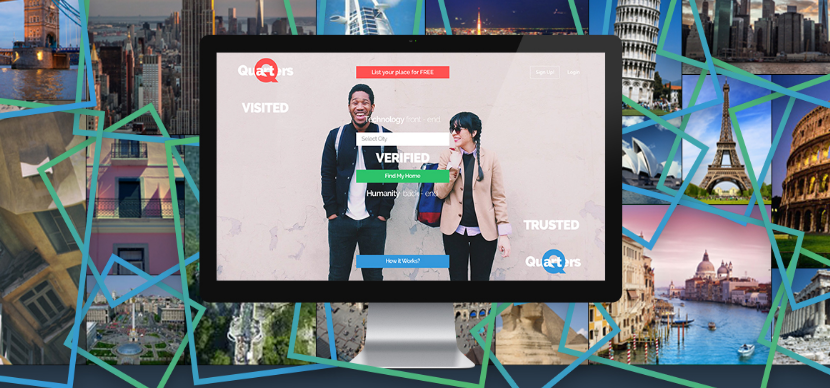 Quarters
List your place for FREE
Sign up
Login
VISITED
Technology front - end
Select City
VERIFIED
Find My Home
Humanity back - end
TRUSTED
Quarters
How it Works?